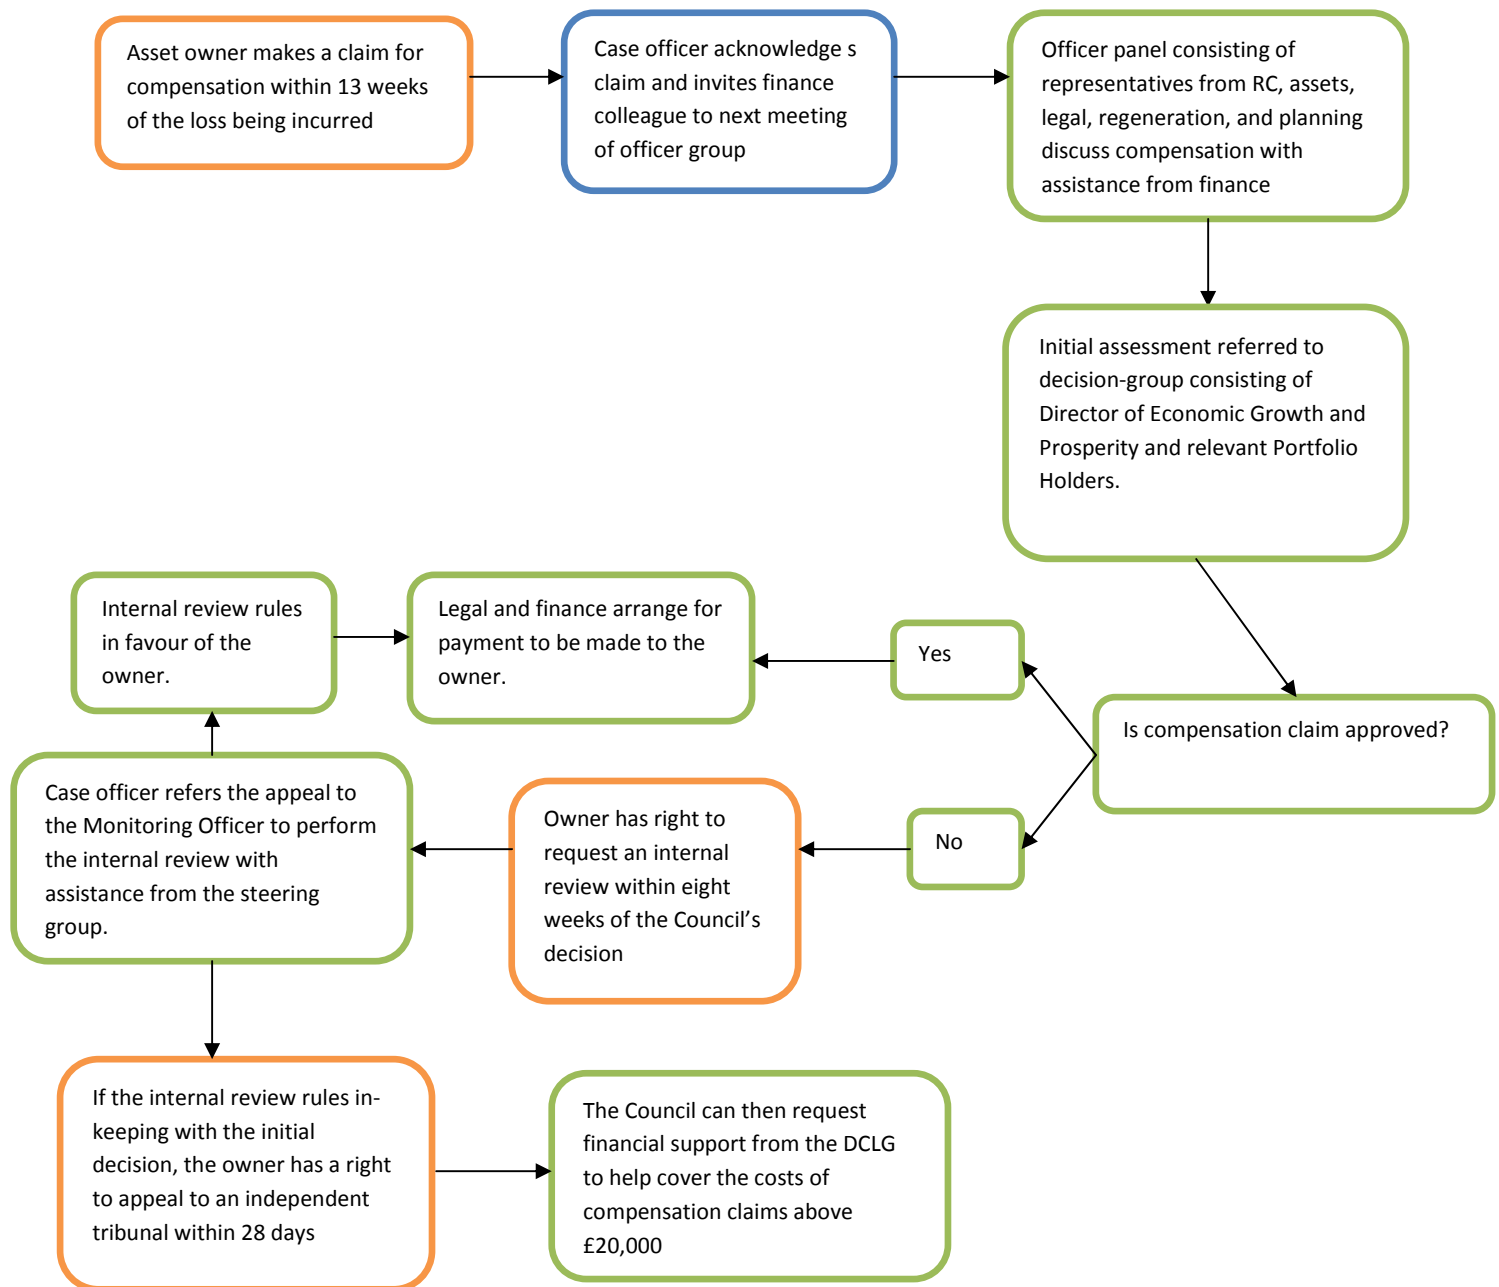 Asset owner makes a claim for
compensation within 13 weeks
of the loss being incurred
Case officer acknowledge s
claim and invites finance
colleague to next meeting
of officer group
Officer panel consisting of
representatives from RC, assets,
legal, regeneration, and planning
discuss compensation with
assistance from finance
Initial assessment referred to
decision-group consisting of
Director of Economic Growth and
Prosperity and relevant Portfolio
Holders.
Internal review rules
in favour of the
owner.
Legal and finance arrange for
payment to be made to the
owner.
Yes
Is compensation claim approved?
Case officer refers the appeal to
the Monitoring Officer to perform
the internal review with
assistance from the steering
group.
Owner has right to
request an internal
review within eight
weeks of the Council’s
decision
No
If the internal review rules in-
keeping with the initial
decision, the owner has a right
to appeal to an independent
tribunal within 28 days
The Council can then request
financial support from the DCLG
to help cover the costs of
compensation claims above
£20,000